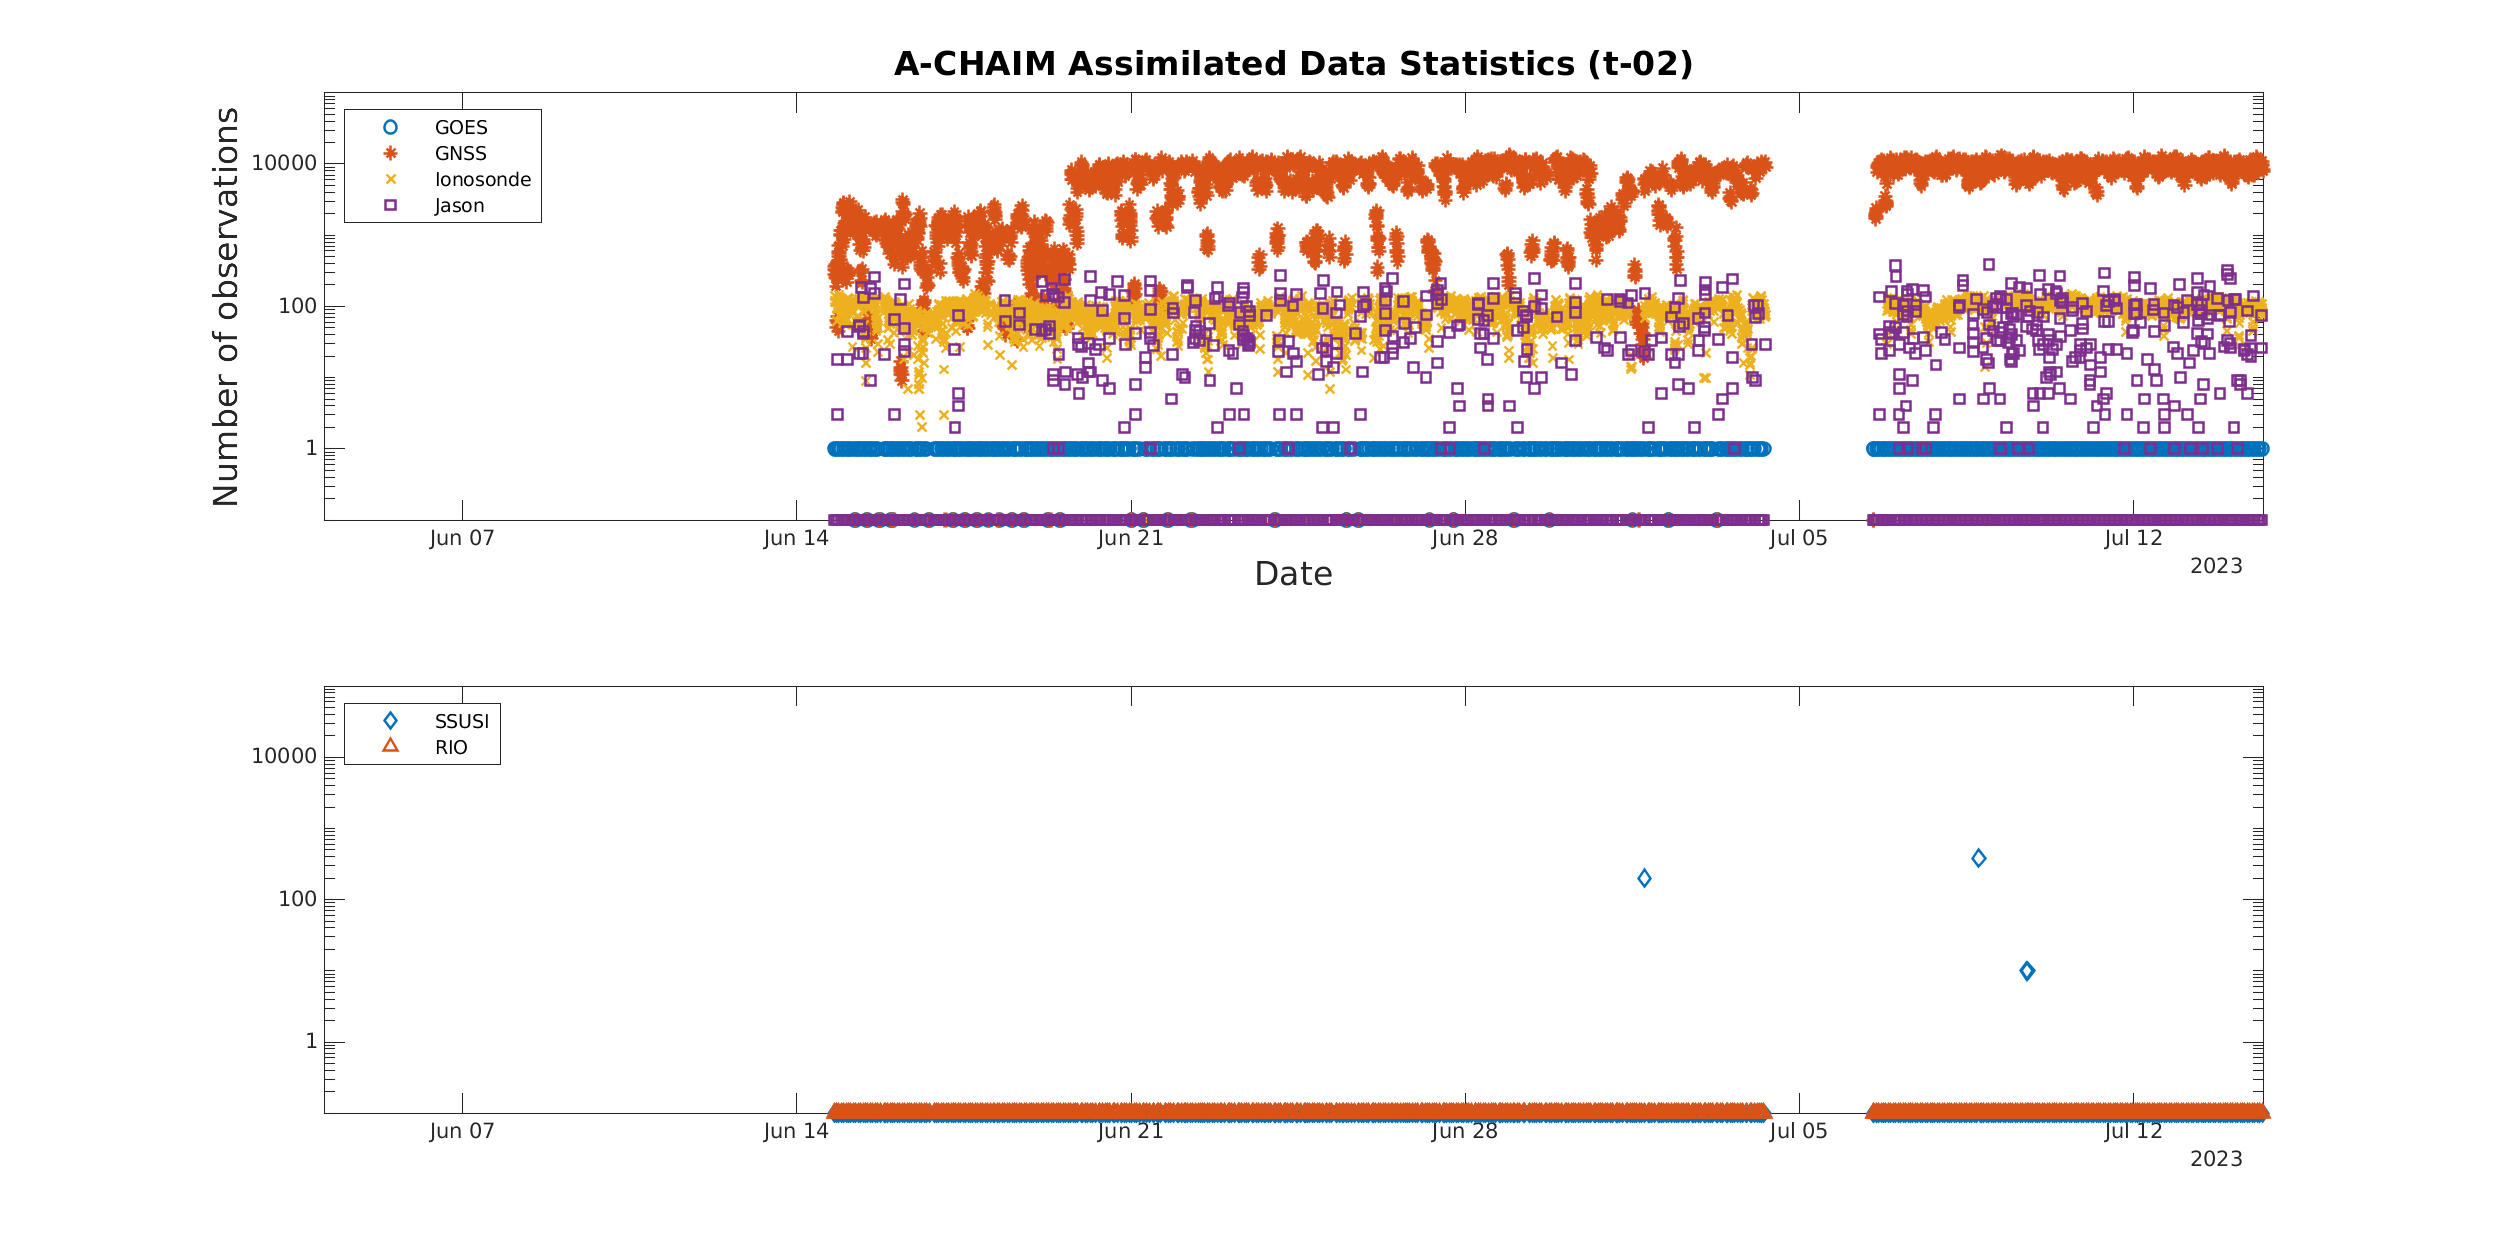 A-CHAIM Assimilated Data Statistics (t-02)
Number of observations
10000
100
1
GOES
GNSS
Ionosonde
Jason
Jun 07
Jun 14
Jun 21
Jun 28
Jul 05
Jul 12
2023
Date
10000
100
1
SSUSI
RIO
Jun 07
Jun 14
Jun 21
Jun 28
Jul 05
Jul 12
2023